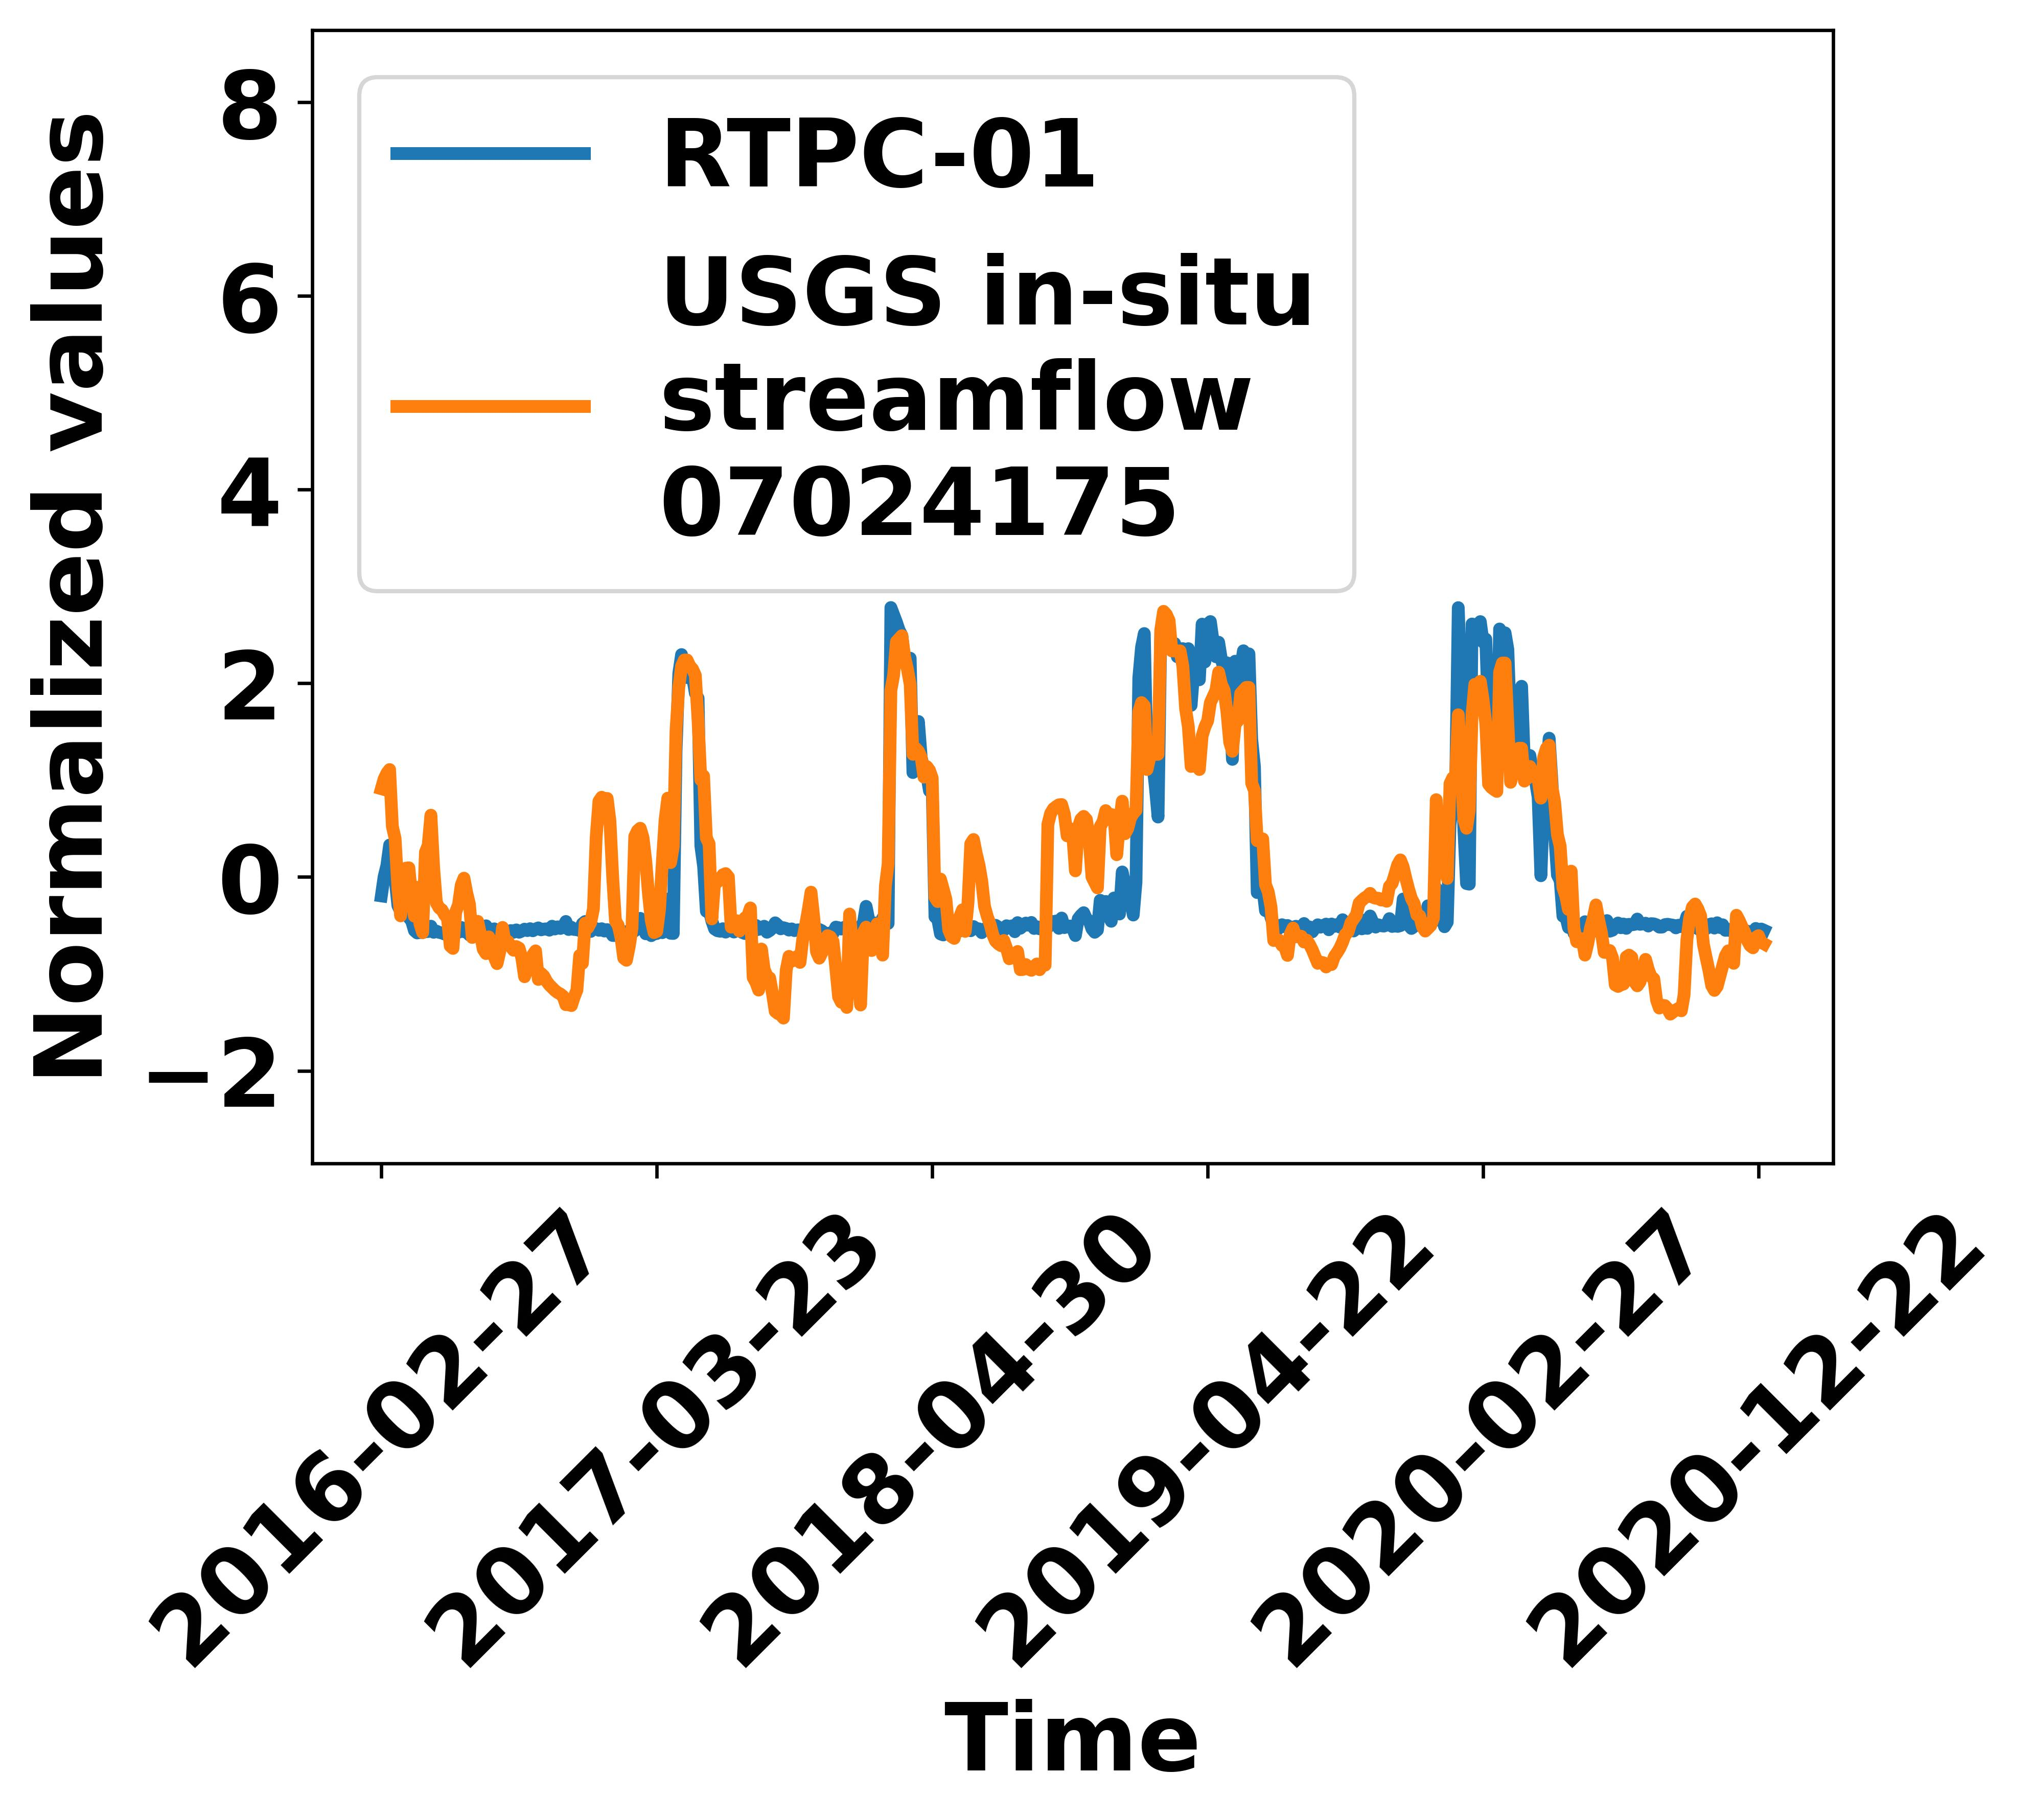 Normalized values
8
6
4
2
0
−2
RTPC-01
USGS in-situ
streamflow
07024175
2016-02-27
2017-03-23
2018-04-30
2019-04-22
2020-02-27
2020-12-22
Time